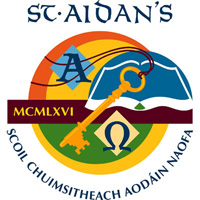 ST·AIDAN'S
A
MCMLXVI
Ω
SCOIL CHUIMSITHEACH AODÁIN NAOFA